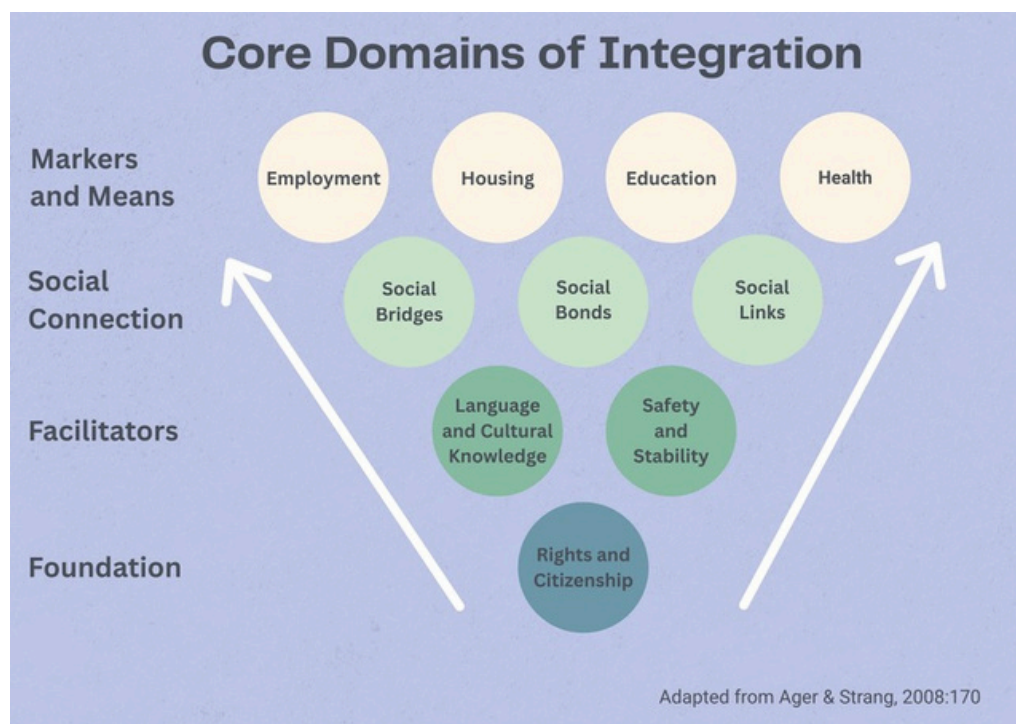 Core Domains of Integration
Markers
and Means
Employment
Housing
Education
Health
Social
Connection
Social
Bridges
Social
Bonds
Social
Links
Facilitators
Language
and Cultural
Knowledge
Safety
and
Stability
Foundation
Rights and
Citizenship
Adapted from Ager & Strang, 2008:170